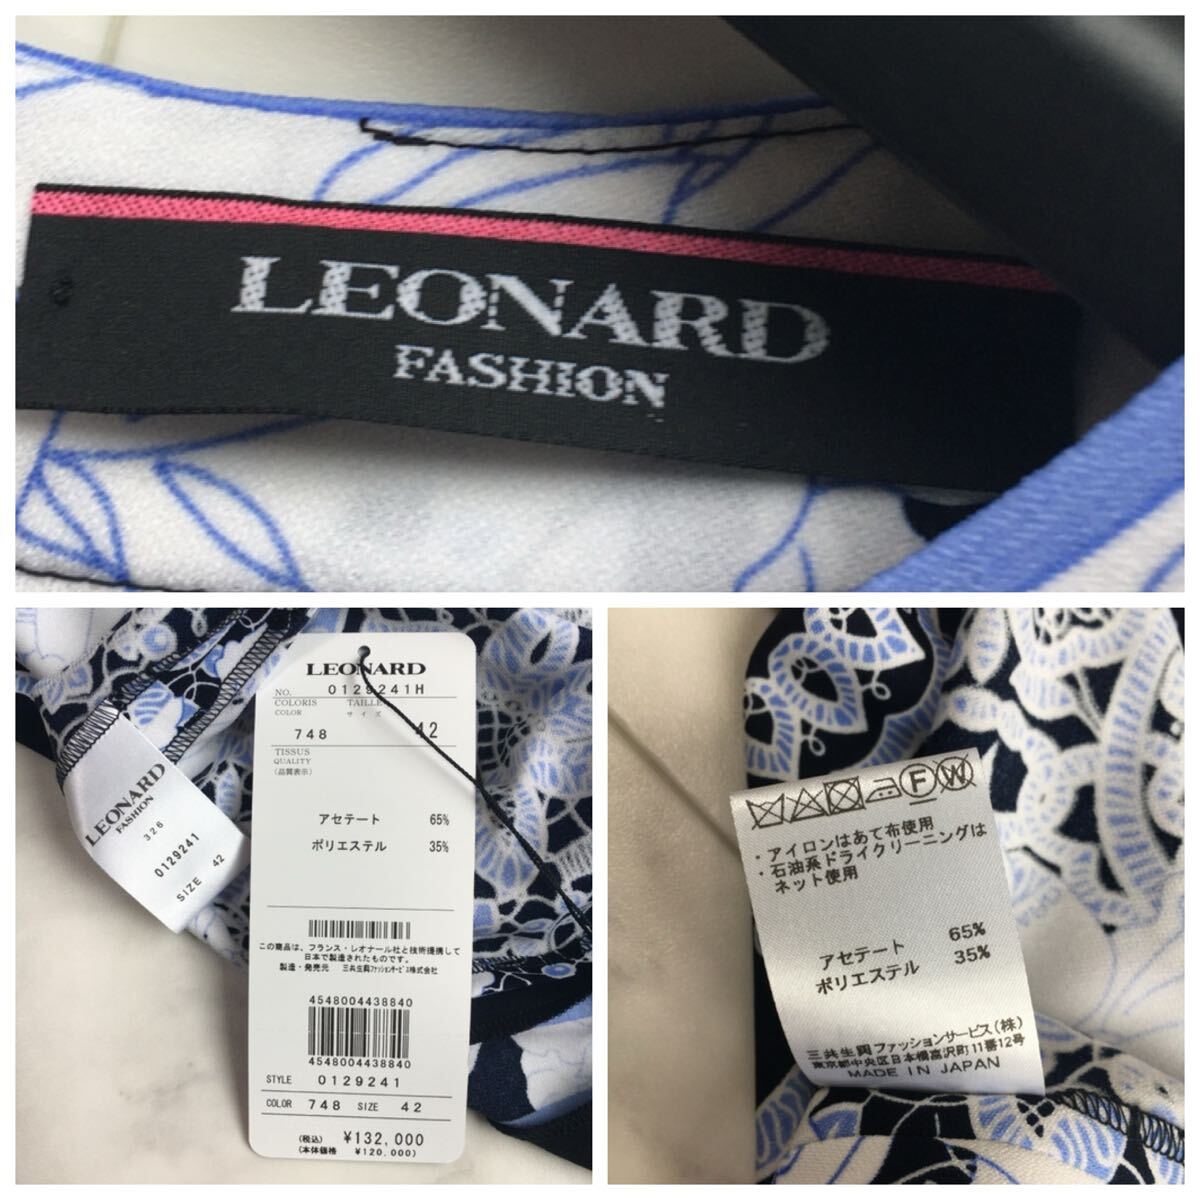 LEONARD
FASHION
LEONARD
FASHION
326
0129241
SIZE 42
LEONARD
NO. 0129241H
COLORIS TAILLE
COLOR サイズ
748 42
TISSUS
QUALITY
(品質表示)
アセテート 65%
ポリエステル 35%
この商品は、フランス・レオナール社と技術提携して
日本で製造されたものです。
製造・発売元 三共生興ファッションサービス株式会社
4548004438840
4548004438840
STYLE 0129241
COLOR 748 SIZE 42
(税込) ¥132,000
(本体価格 ¥120,000)
F W
・アイロンはあて布使用
・石油系ドライクリーニングは
ネット使用
アセテート 65%
ポリエステル 35%
三共生興ファッションサービス(株)
東京都中央区日本橋富沢町11番12号
MADE IN JAPAN